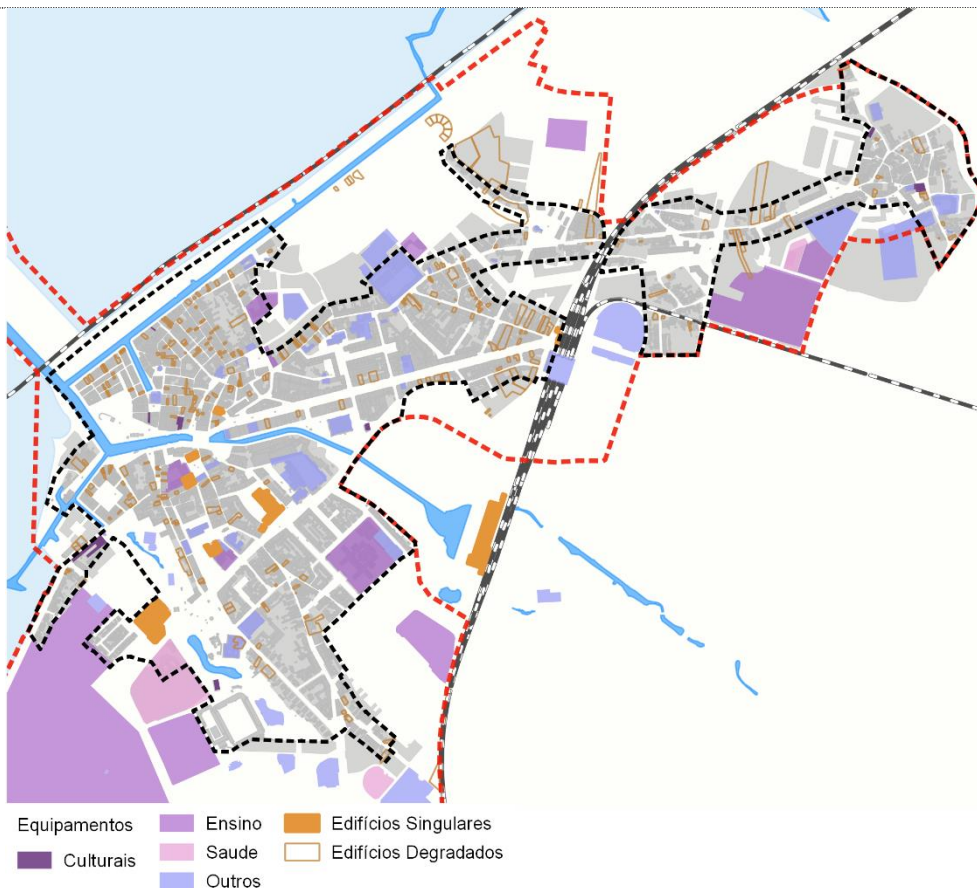 Equipamentos
Culturais
Ensino
Saude
Outros
Edifícios Singulares
Edifícios Degradados